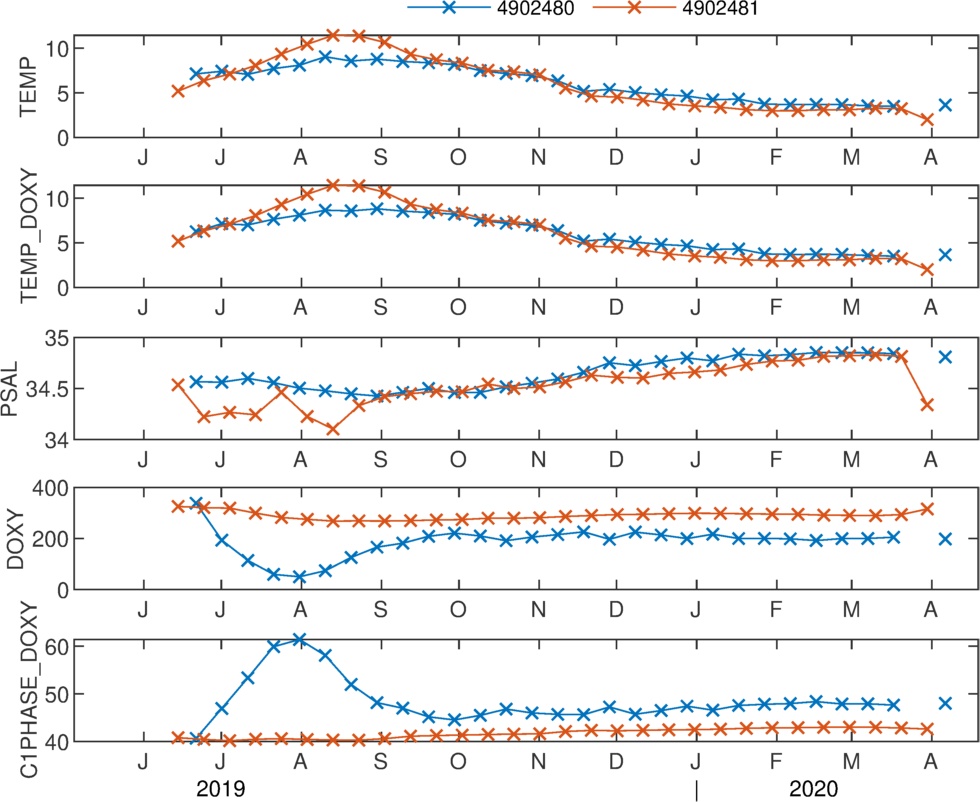 4902480 4902481
TEMP
10
5
0
J J A S O N D J F M A
TEMP_DOXY
10
5
0
J J A S O N D J F M A
PSAL
35
34.5
34
J J A S O N D J F M A
DOXY
400
200
0
J J A S O N D J F M A
C1PHASE_DOXY
60
50
40
J J A S O N D J F M A
2019 | 2020